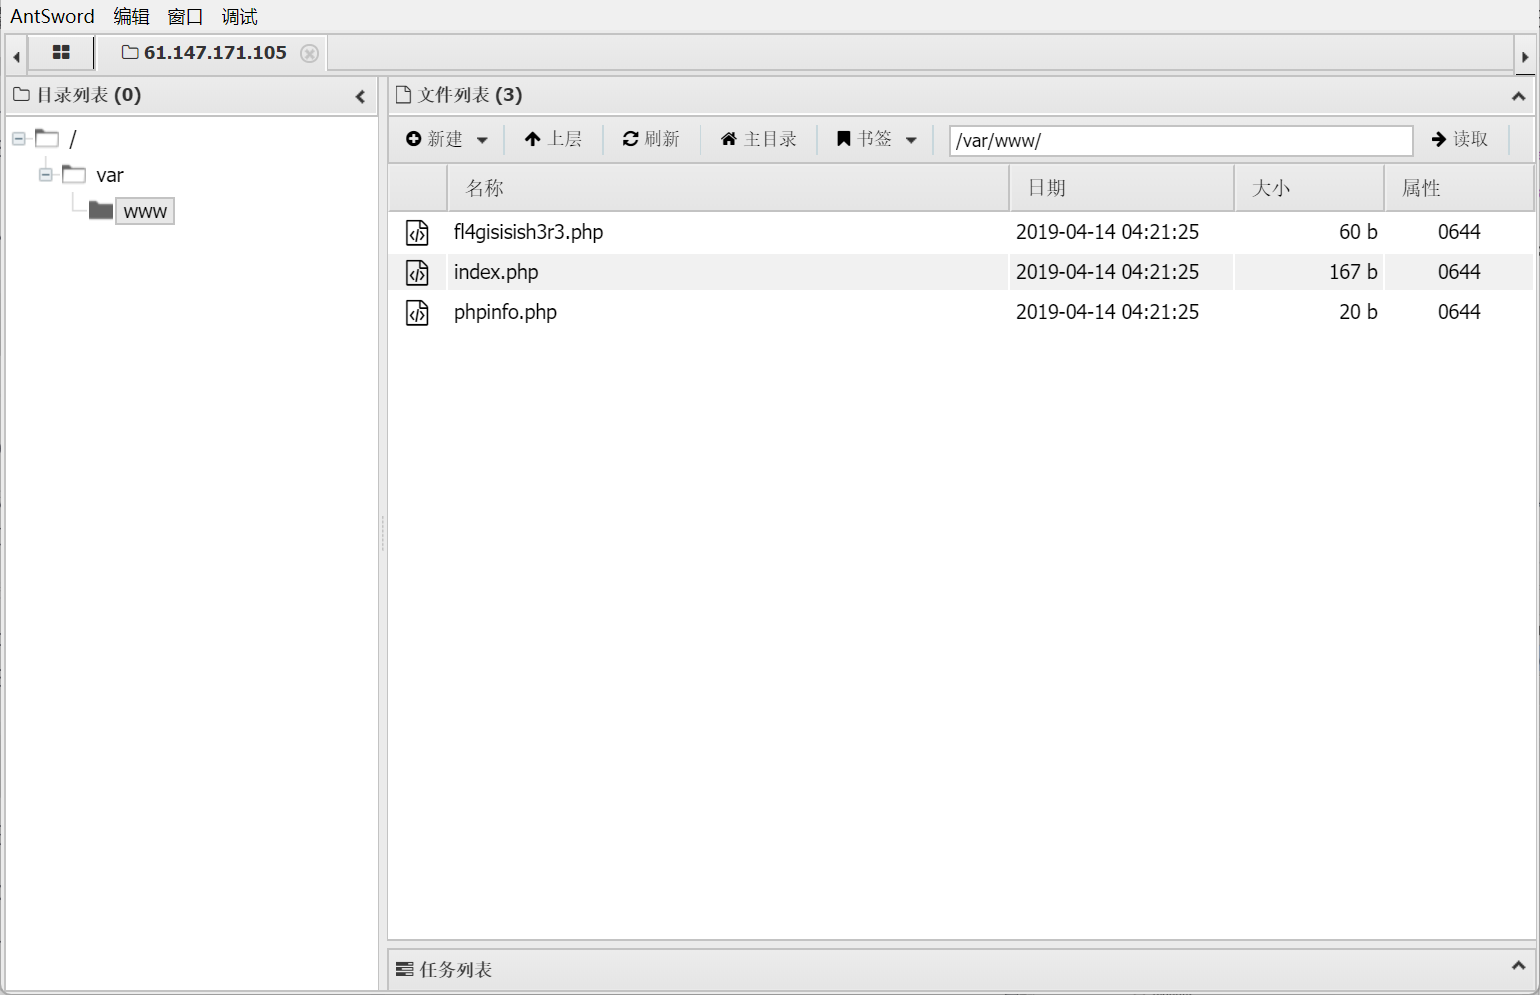 AntSword 编辑 窗口 调试
61.147.171.105
目录列表 (0)
/
var
www
文件列表 (3)
新建 上层 刷新 主目录 书签 /var/www/ 读取
名称 日期 大小 属性
fl4gisisish3r3.php 2019-04-14 04:21:25 60 b 0644
index.php 2019-04-14 04:21:25 167 b 0644
phpinfo.php 2019-04-14 04:21:25 20 b 0644
任务列表